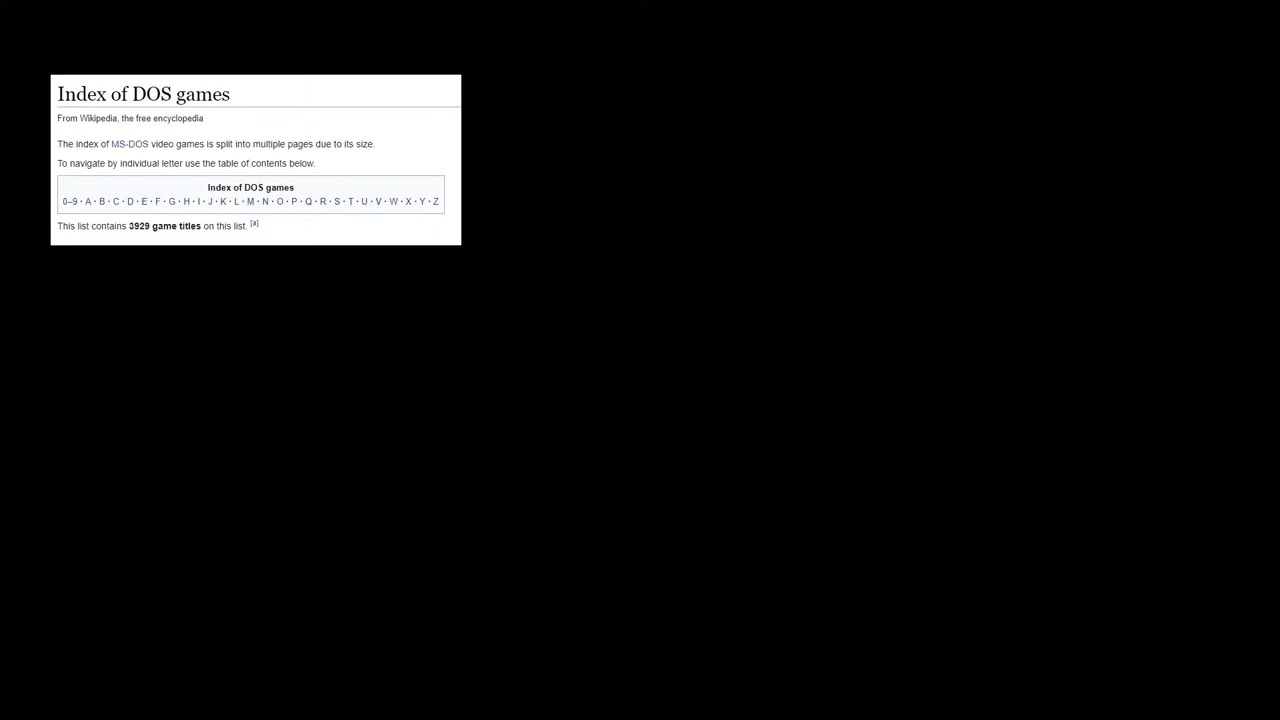 Index of DOS games
From Wikipedia, the free encyclopedia
The index of MS-DOS video games is split into multiple pages due to its size.
To navigate by individual letter use the table of contents below.
Index of DOS games
0–9 · A · B · C · D · E · F · G · H · I · J · K · L · M · N · O · P · Q · R · S · T · U · V · W · X · Y · Z
This list contains 3929 game titles on this list. [a]